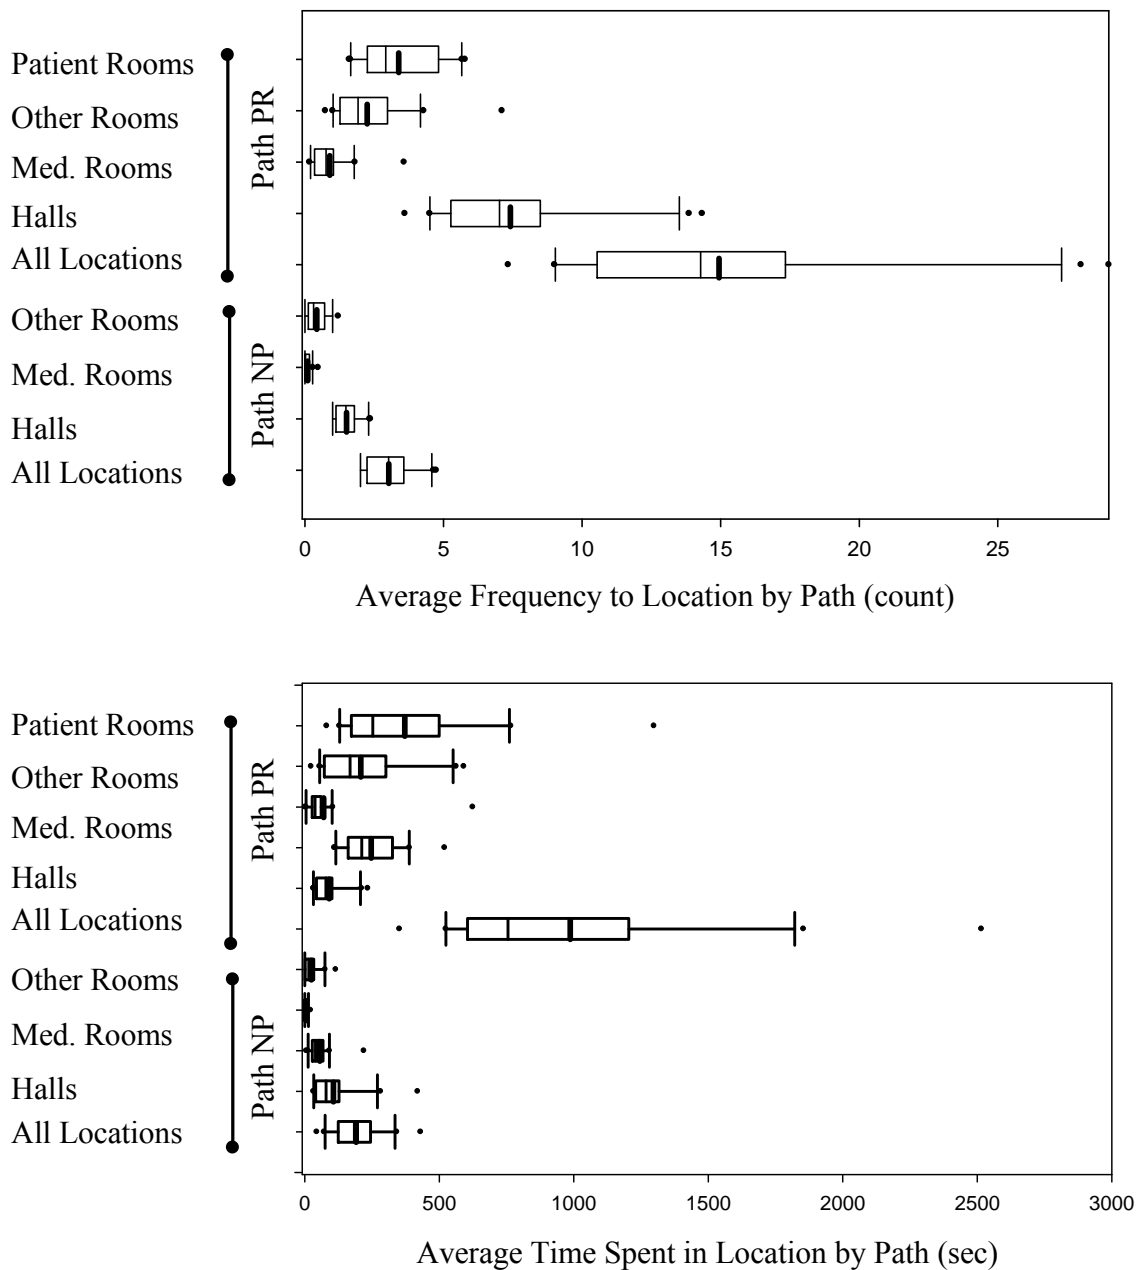 Patient Rooms
Other Rooms
Med. Rooms
Halls
All Locations
Path PR
Other Rooms
Med. Rooms
Halls
All Locations
Path NP
0 5 10 15 20 25
Average Frequency to Location by Path (count)
Patient Rooms
Other Rooms
Med. Rooms
Halls
All Locations
Path PR
Other Rooms
Med. Rooms
Halls
All Locations
Path NP
0 500 1000 1500 2000 2500 3000
Average Time Spent in Location by Path (sec)